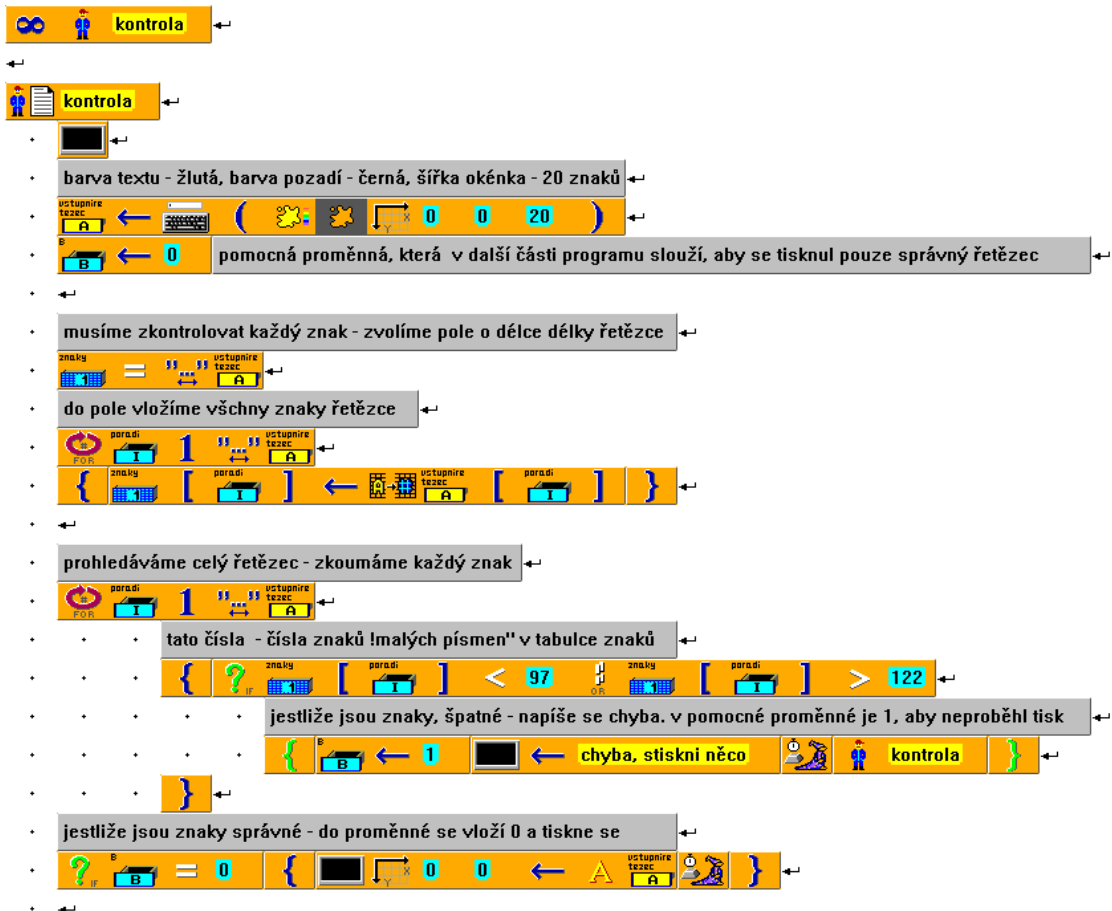 kontrola
kontrola
barva textu - žlutá, barva pozadí - černá, šířka okénka - 20 znaků
vstupnire tezec A ( X Y 0 0 20 )
B B 0 pomocná proměnná, která v další části programu slouží, aby se tisknul pouze správný řetězec
musíme zkontrolovat každý znak - zvolíme pole o délce délky řetězce
znaky 1 = "..." vstupnire tezec A
do pole vložíme všchny znaky řetězce
# FOR poradi I 1 "..." vstupnire tezec A
{ znaky 1 [ poradi I ] ← A → # vstupnire tezec A [ poradi I ] }
prohledáváme celý řetězec - zkoumáme každý znak
# FOR poradi I 1 "..." vstupnire tezec A
tato čísla - čísla znaků !malých písmen" v tabulce znaků
{ ? IF znaky 1 [ poradi I ] < 97 OR znaky 1 [ poradi I ] > 122
jestliže jsou znaky, špatné - napíše se chyba. v pomocné proměnné je 1, aby neproběhl tisk
{ B B ← 1 ← chyba, stiskni něco kontrola }
}
jestliže jsou znaky správné - do proměnné se vloží 0 a tiskne se
? IF B B = 0 { X Y 0 0 ← A vstupnire tezec A }